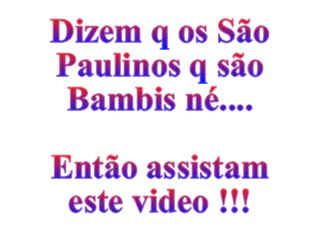 Dizem q os São
Paulinos q são
Bambis né....
Então assistam
este video !!!